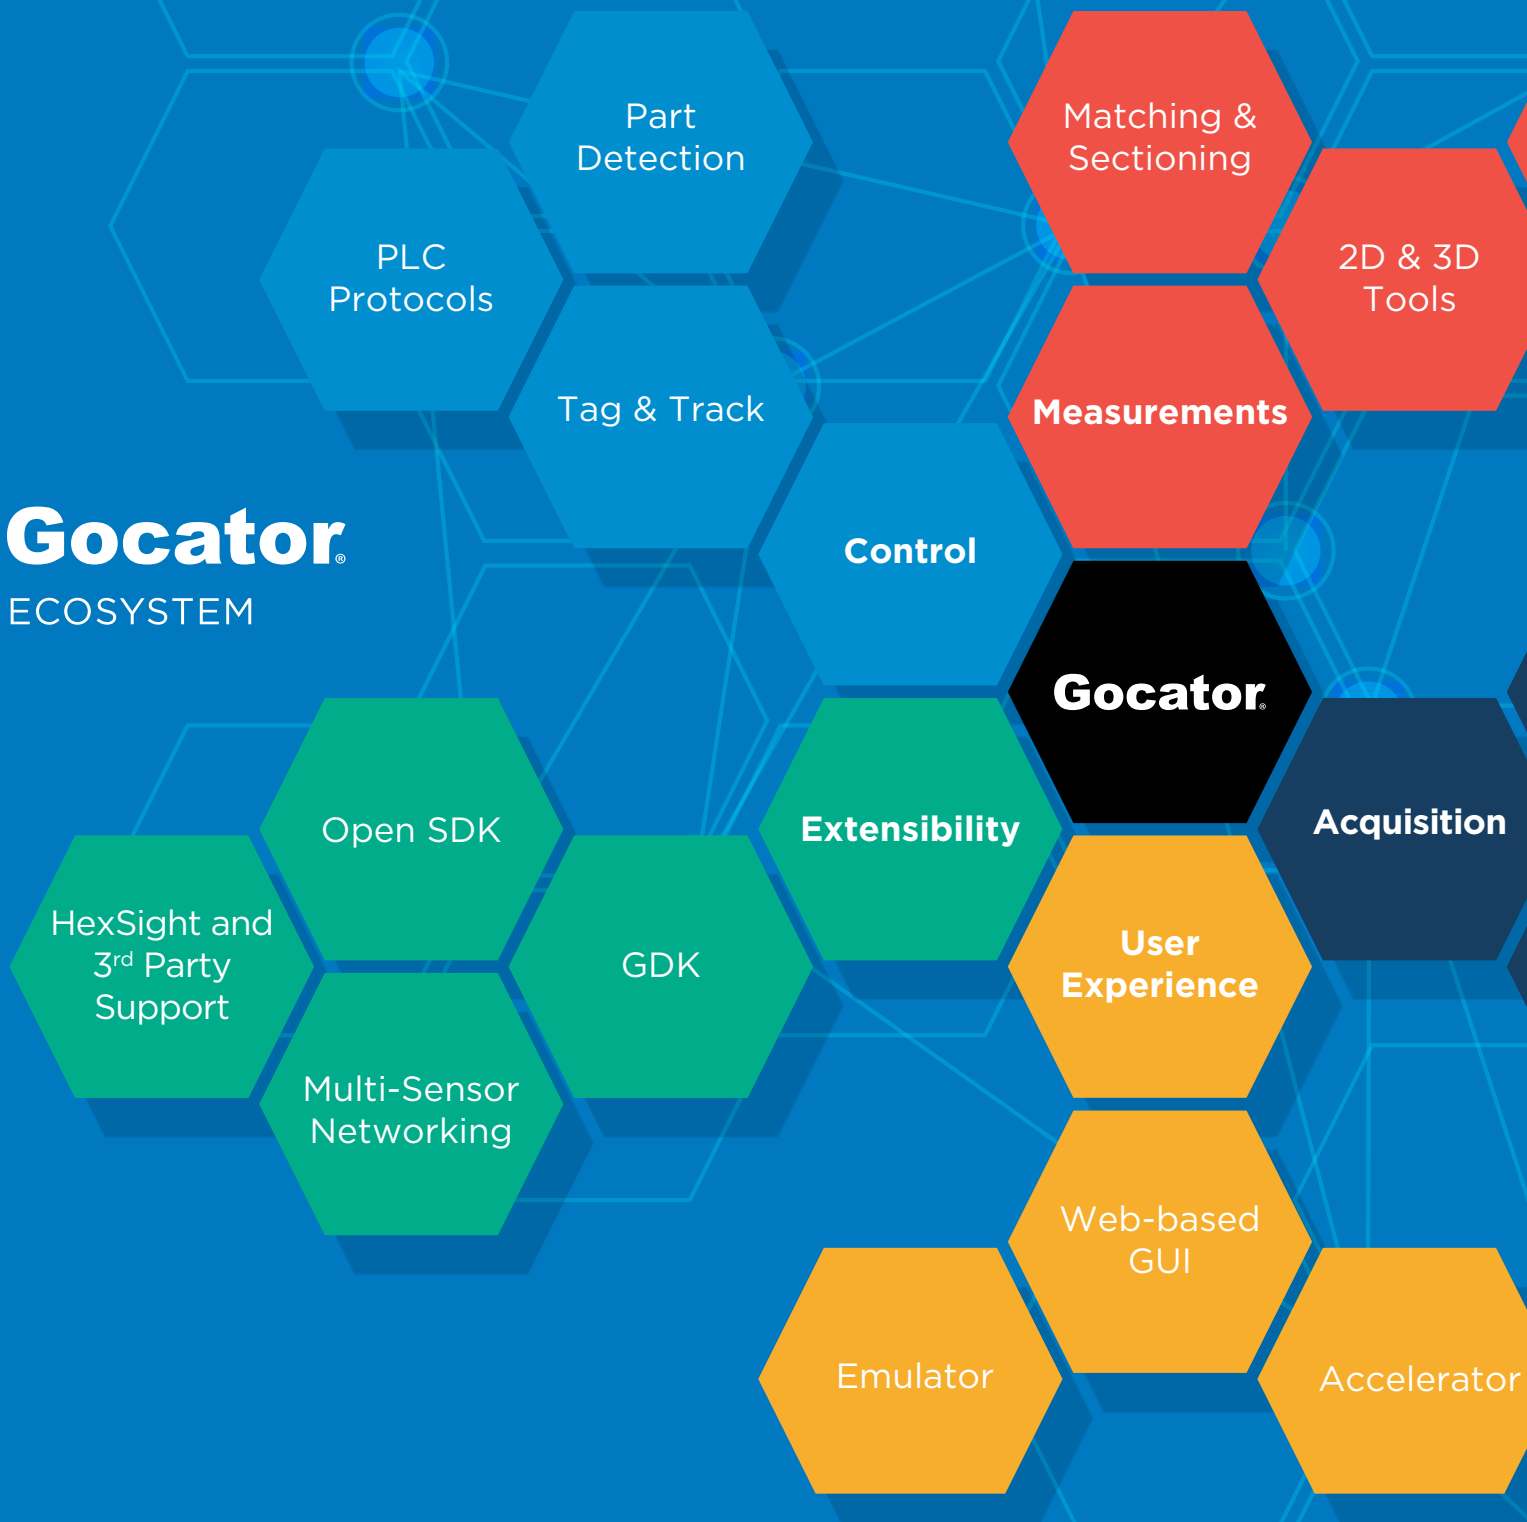 Part
Detection
Matching &
Sectioning
PLC
Protocols
2D & 3D
Tools
Tag & Track
Measurements
Control
Gocator®
ECOSYSTEM
Gocator®
Open SDK
Extensibility
Acquisition
HexSight and
3rd Party
Support
GDK
User
Experience
Multi-Sensor
Networking
Web-based
GUI
Emulator
Accelerator